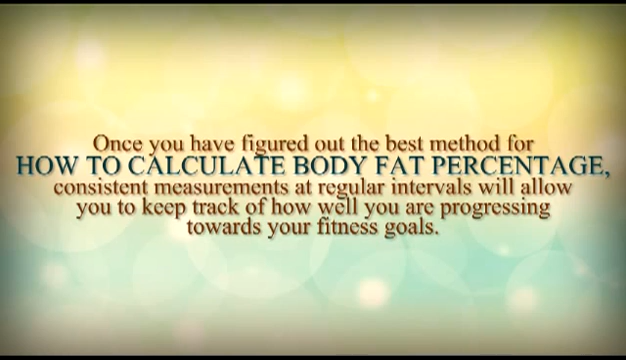 Once you have figured out the best method for
HOW TO CALCULATE BODY FAT PERCENTAGE,
consistent measurements at regular intervals will allow
you to keep track of how well you are progressing
towards your fitness goals.